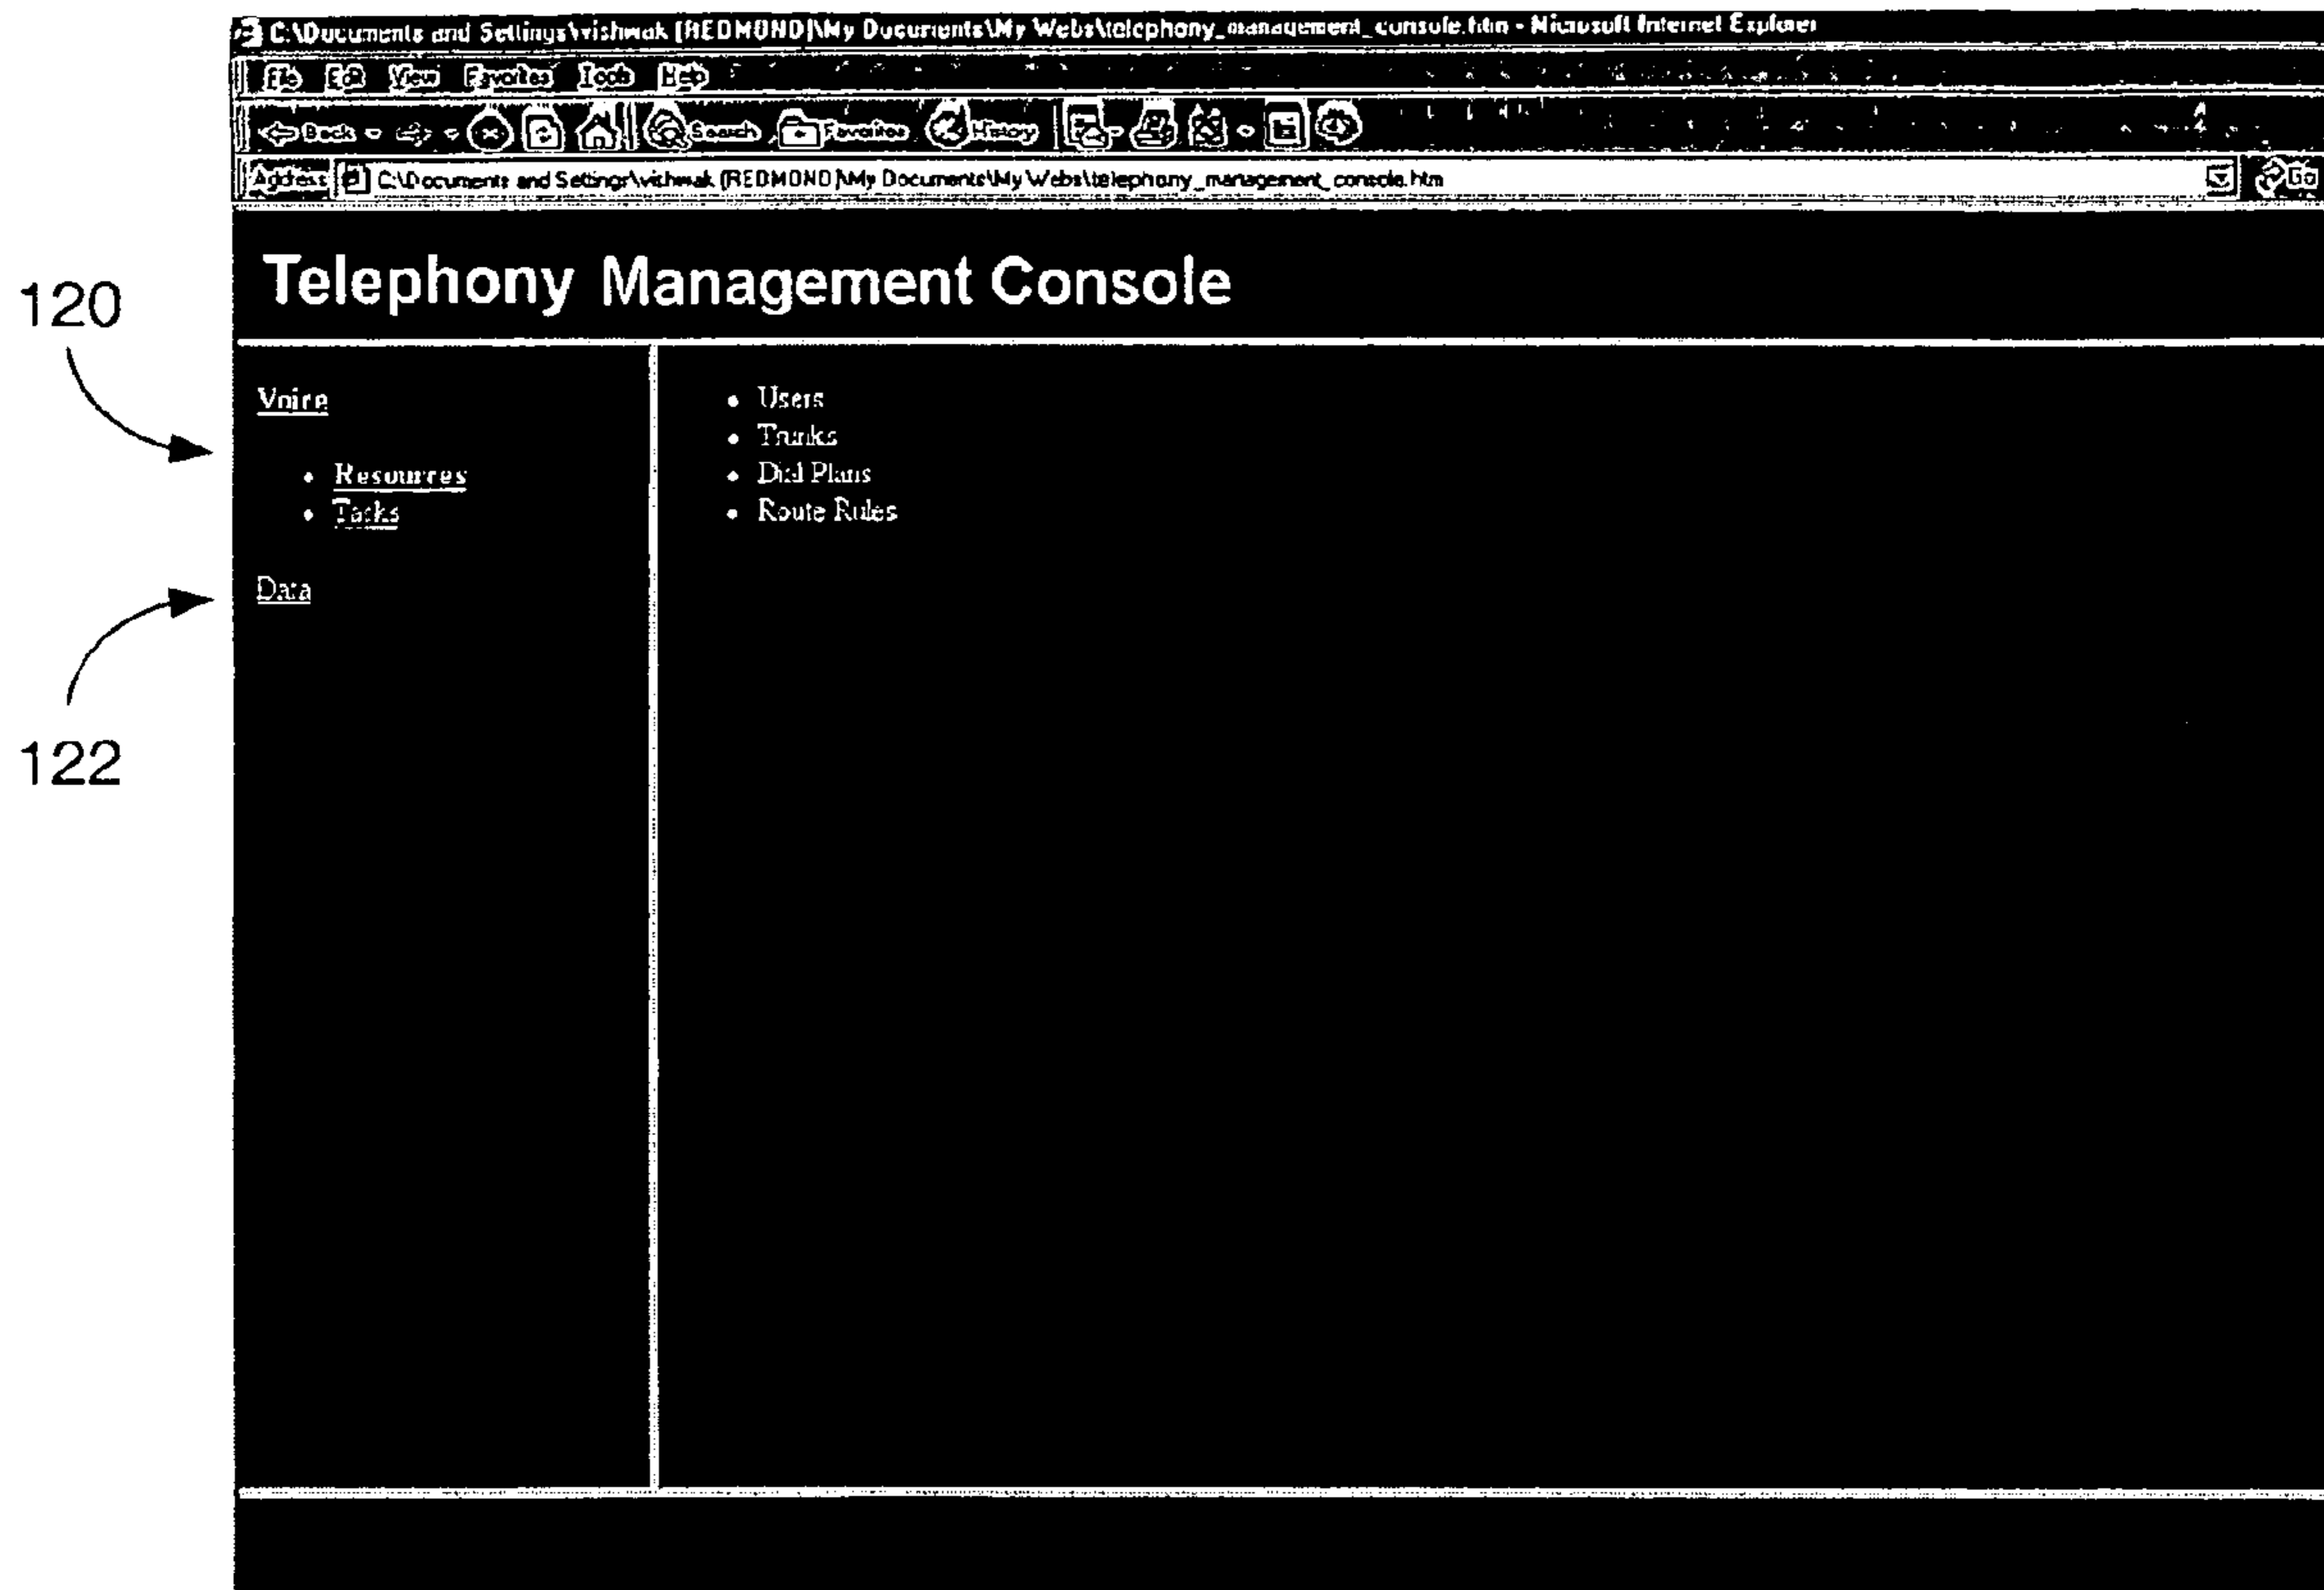 C:\Documents and Settings\vishwak [REDMOND]\My Documents\My Webs\telephony_management_console.htm - Microsoft Internet Explorer
File Edit View Favorites Tools Help
Back Search Favorites History
Address C:\Documents and Settings\vishwak (REDMOND)\My Documents\My Webs\telephony_management_console.htm Go
Telephony Management Console
120
Voice
• Resources
• Tasks
Data
122
• Users
• Trunks
• Dial Plans
• Route Rules